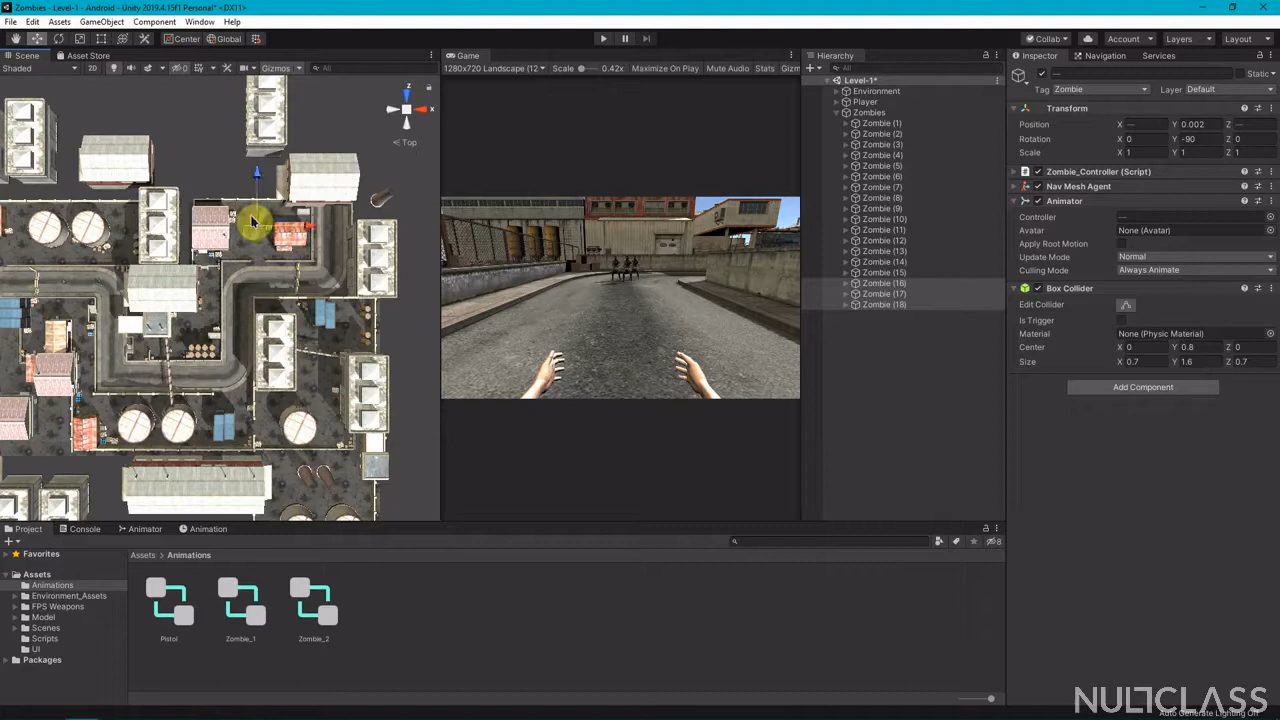 Zombies - Level-1 - Android - Unity 2019.4.15f1 Personal* <DX11>
File Edit Assets GameObject Component Window Help
Center Global Collab Account Layers Layout
Scene Asset Store
Shaded 2D 0 Gizmos All
Top
z
x
Game
1280x720 Landscape (12 Scale 0.42x Maximize On Play Mute Audio Stats Gizm
Hierarchy
All
Level-1*
Environment
Player
Zombies
Zombie (1)
Zombie (2)
Zombie (3)
Zombie (4)
Zombie (5)
Zombie (6)
Zombie (7)
Zombie (8)
Zombie (9)
Zombie (10)
Zombie (11)
Zombie (12)
Zombie (13)
Zombie (14)
Zombie (15)
Zombie (16)
Zombie (17)
Zombie (18)
Inspector Navigation Services
— Static
Tag Zombie Layer Default
Transform
Position X — Y 0.002 Z —
Rotation X 0 Y -90 Z 0
Scale X 1 Y 1 Z 1
Zombie_Controller (Script)
Nav Mesh Agent
Animator
Controller —
Avatar None (Avatar)
Apply Root Motion
Update Mode Normal
Culling Mode Always Animate
Box Collider
Edit Collider
Is Trigger
Material None (Physic Material)
Center X 0 Y 0.8 Z 0
Size X 0.7 Y 1.6 Z 0.7
Add Component
Project Console Animator Animation
8
Favorites
Assets
Animations
Environment_Assets
FPS Weapons
Model
Scenes
Scripts
UI
Packages
Assets > Animations
Pistol Zombie_1 Zombie_2
NULLCLASS
Auto Generate Lighting On